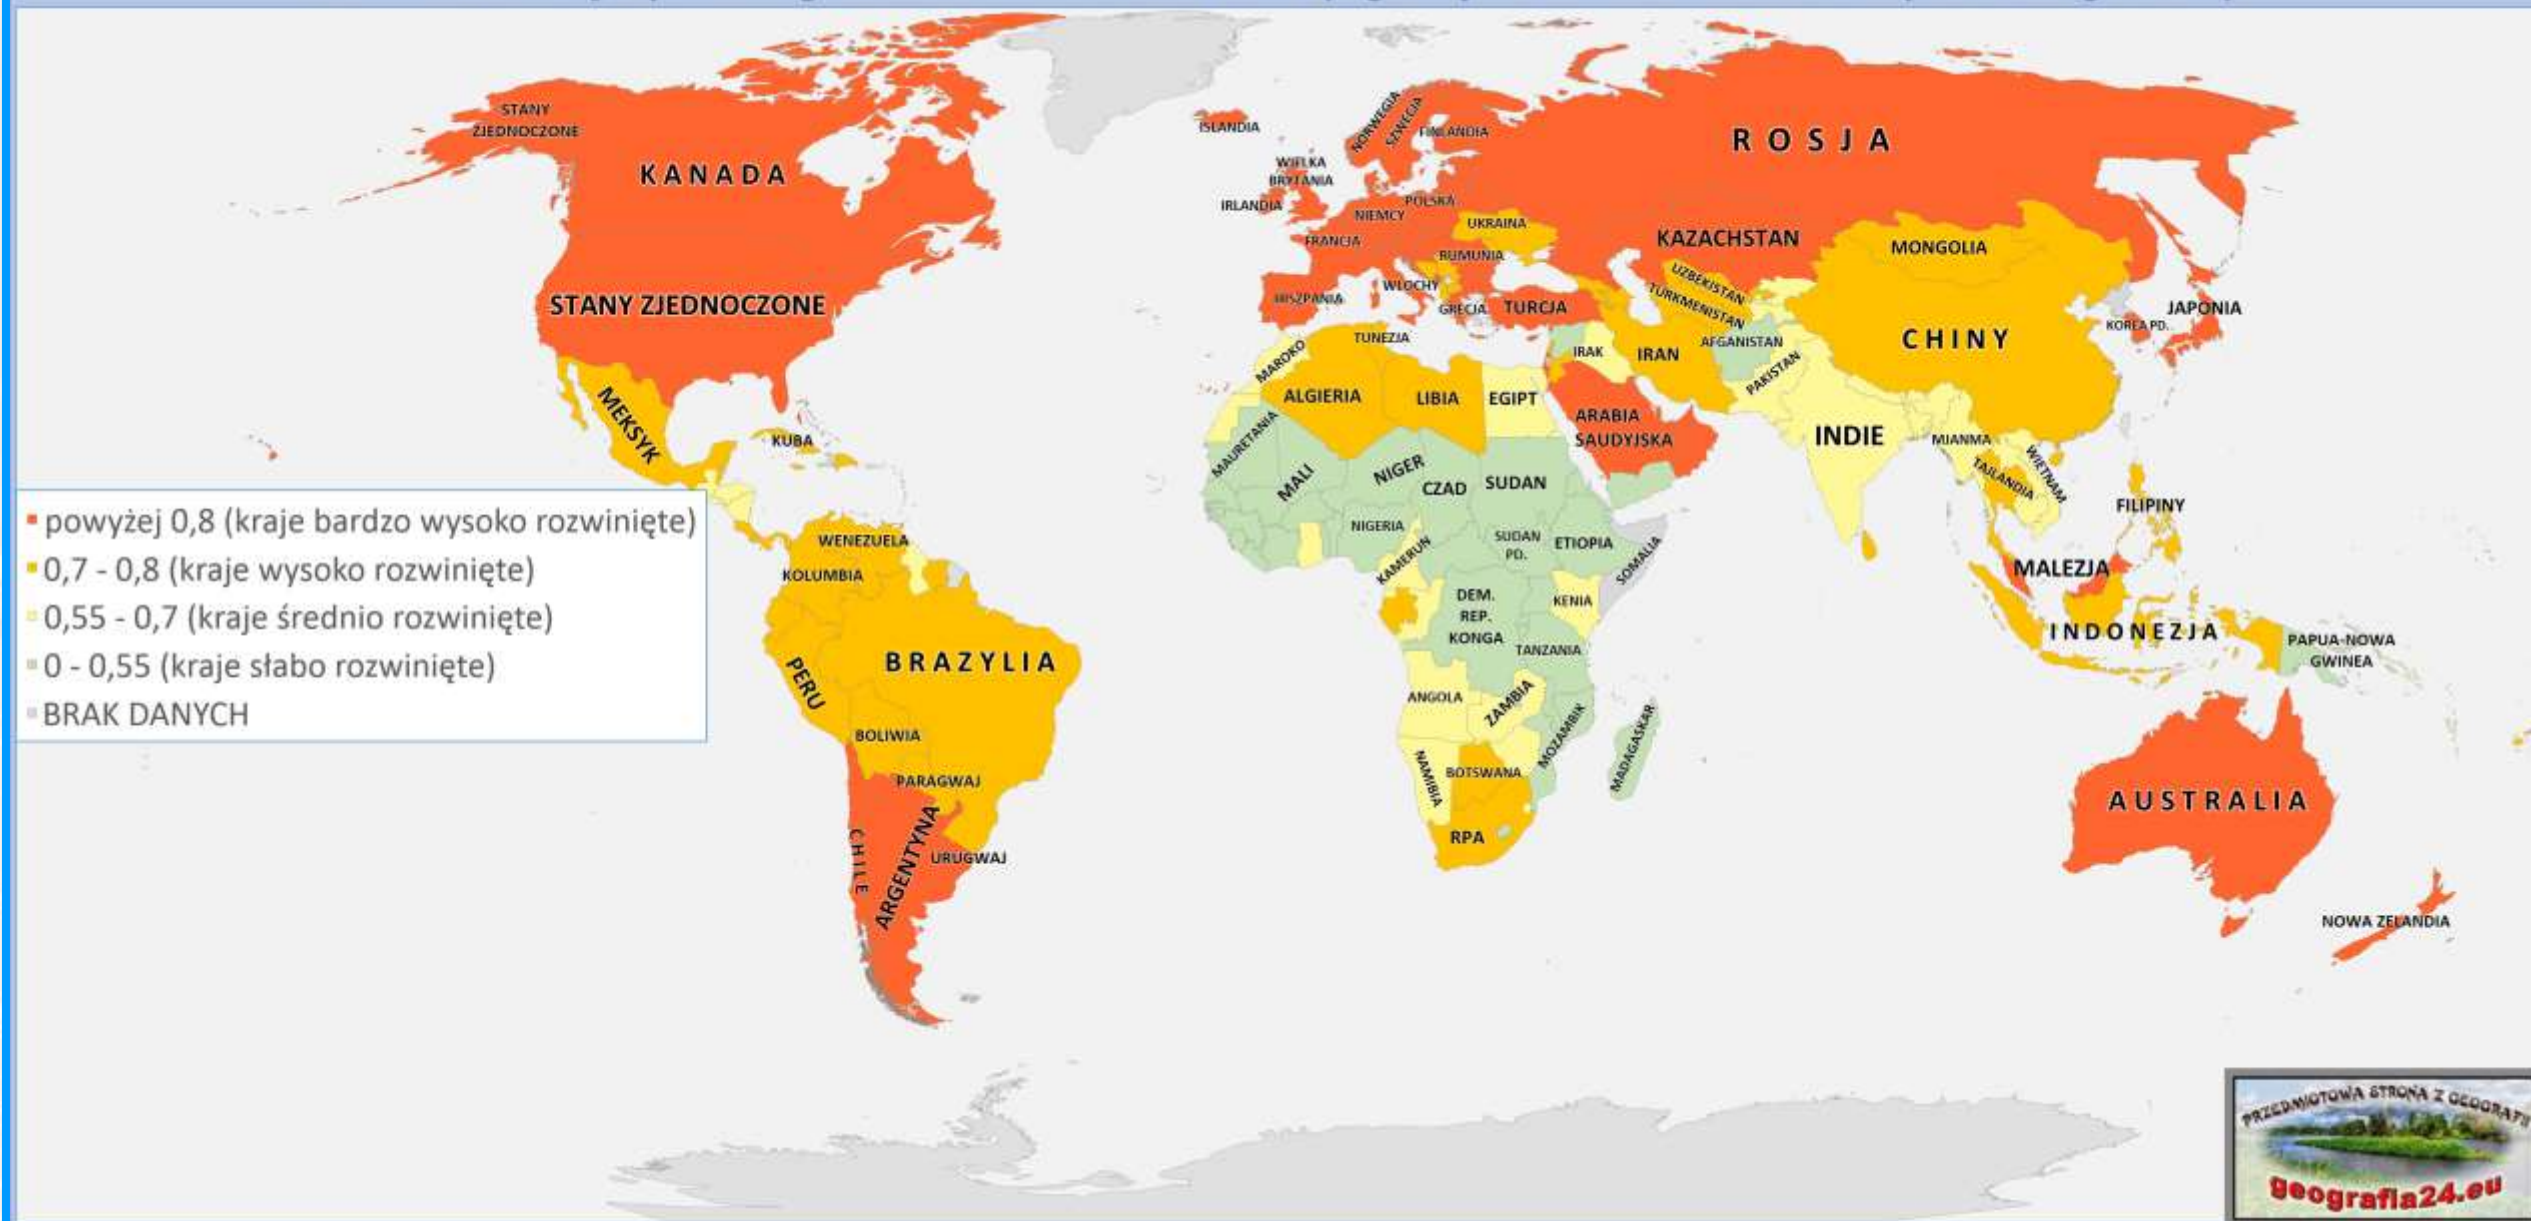 STANY
ZJEDNOCZONE
KANADA
STANY ZJEDNOCZONE
MEKSYK
KUBA
powyżej 0,8 (kraje bardzo wysoko rozwinięte)
0,7 - 0,8 (kraje wysoko rozwinięte)
0,55 - 0,7 (kraje średnio rozwinięte)
0 - 0,55 (kraje słabo rozwinięte)
BRAK DANYCH
WENEZUELA
KOLUMBIA
BRAZYLIA
PERU
BOLIWIA
PARAGWAJ
CHILE
ARGENTYNA
URUGWAJ
ISLANDIA
NORWEGIA
SZWECJA
FINLANDIA
WIELKA
BRYTANIA
IRLANDIA
POLSKA
NIEMCY
FRANCJA
UKRAINA
RUMUNIA
HISZPANIA
WŁOCHY
GRECJA
TURCJA
ROSJA
KAZACHSTAN
UZBEKISTAN
TURKMENISTAN
MONGOLIA
CHINY
KOREA PD.
JAPONIA
AFGANISTAN
PAKISTAN
IRAK
IRAN
ARABIA
SAUDYJSKA
INDIE
MIANMA
TAJLANDIA
WIETNAM
FILIPINY
MALEZJA
INDONEZJA
PAPUA-NOWA
GWINEA
TUNEZJA
MAROKO
ALGIERIA
LIBIA
EGIPT
MAURETANIA
MALI
NIGER
CZAD
SUDAN
NIGERIA
KAMERUN
SUDAN
PD.
ETIOPIA
SOMALIA
KENIA
DEM.
REP.
KONGA
TANZANIA
ANGOLA
ZAMBIA
MOZAMBIK
MADAGASKAR
NAMIBIA
BOTSWANA
RPA
AUSTRALIA
NOWA ZELANDIA
PRZEDMIOTOWA STRONA Z GEOGRAFII
geografia24.eu